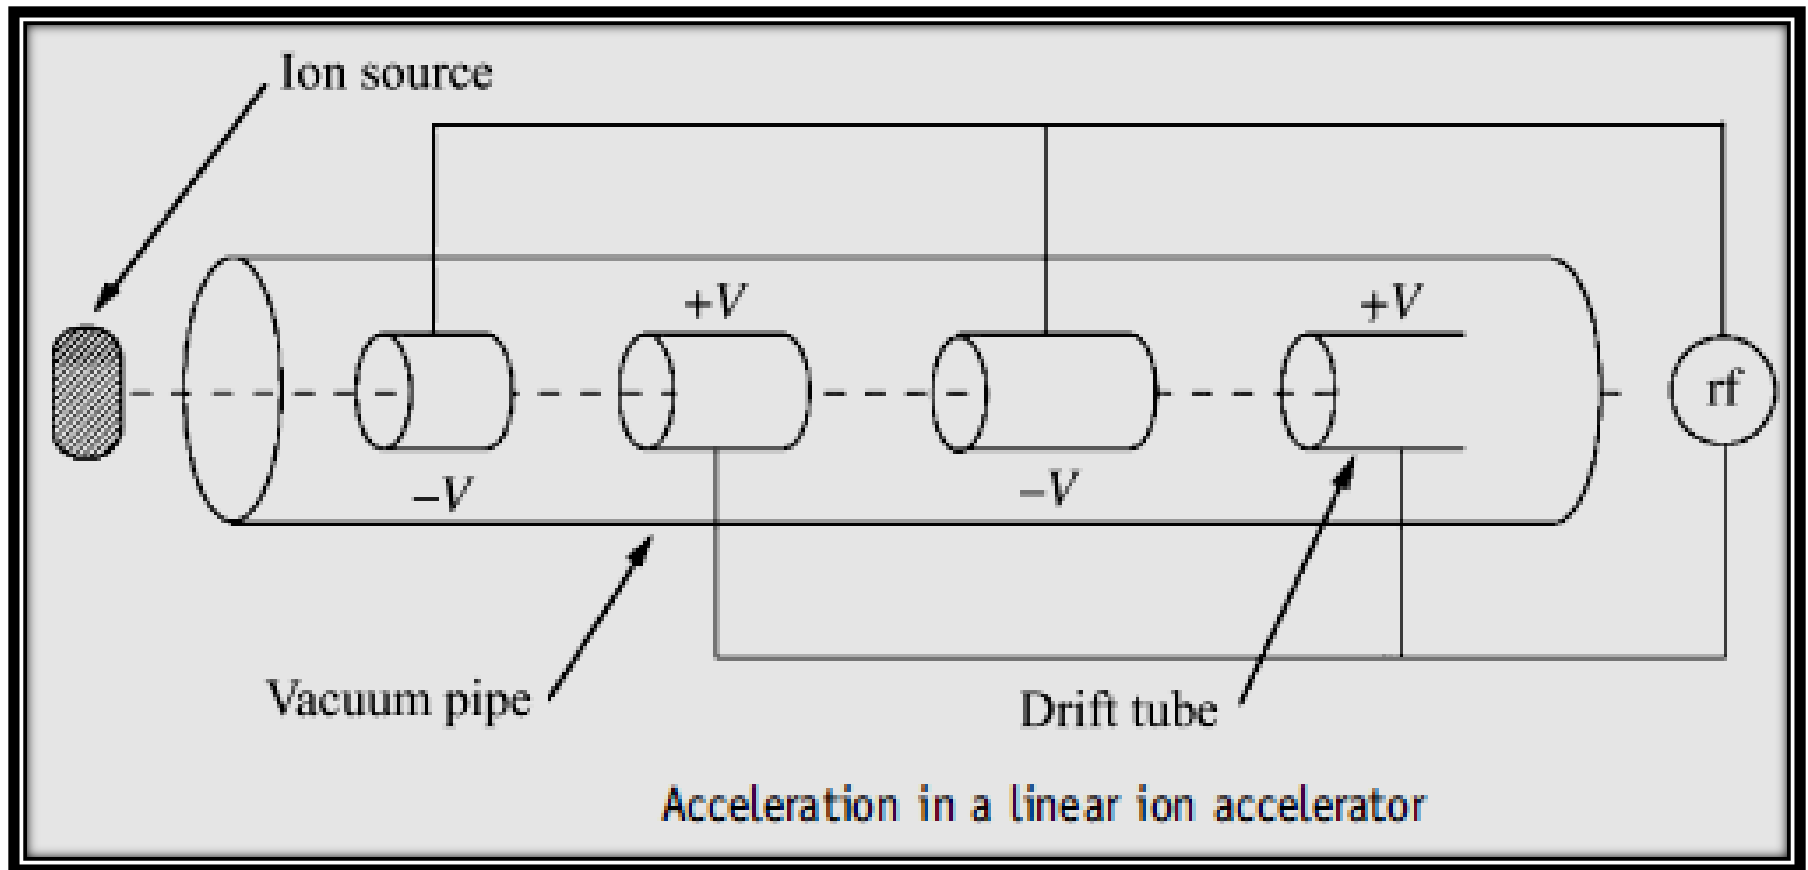 Ion source
+V
+V
rf
−V
−V
Vacuum pipe
Drift tube
Acceleration in a linear ion accelerator